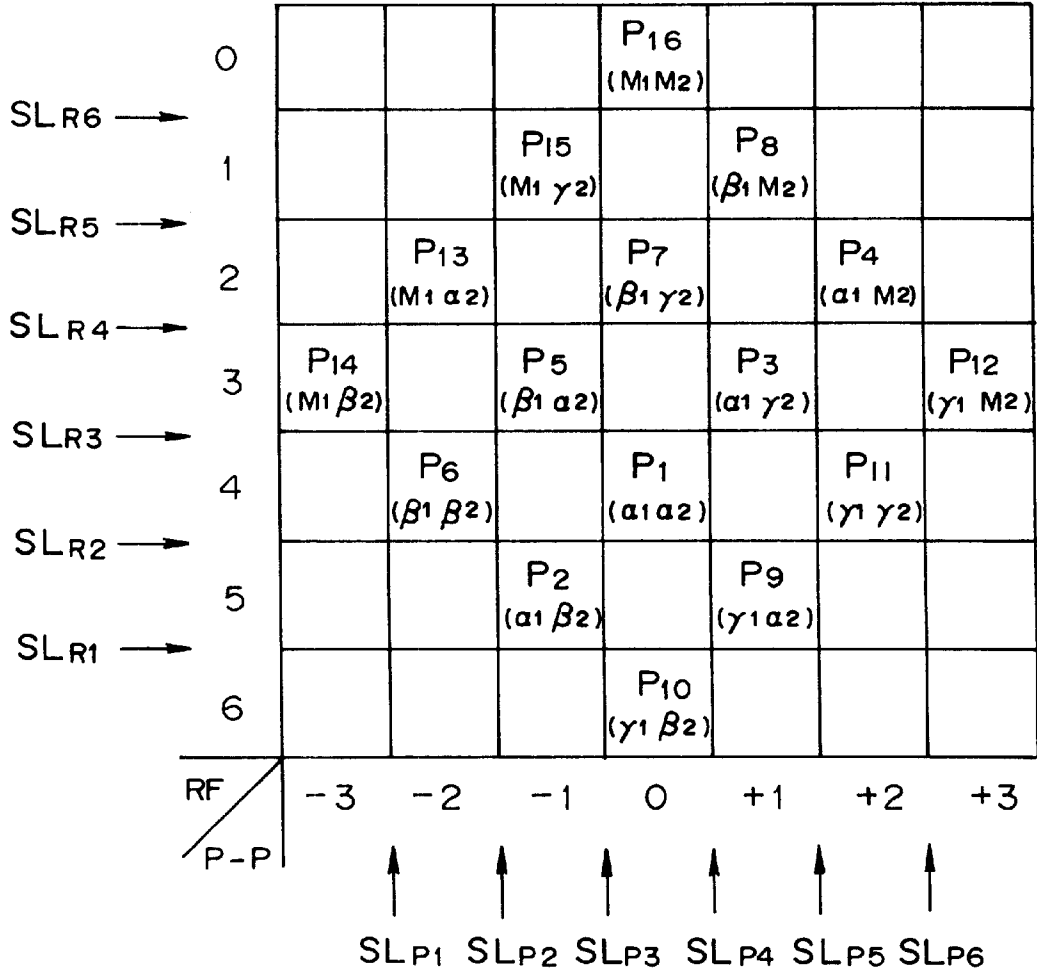 0 P16
(M1 M2)
SLR6
1 P15 P8
(M1 γ2) (β1 M2)
SLR5
2 P13 P7 P4
(M1 α2) (β1 γ2) (α1 M2)
SLR4
3 P14 P5 P3 P12
(M1 β2) (β1 α2) (α1 γ2) (γ1 M2)
SLR3
4 P6 P1 P11
(β1 β2) (α1 α2) (γ1 γ2)
SLR2
5 P2 P9
(α1 β2) (γ1 α2)
SLR1
6 P10
(γ1 β2)
RF -3 -2 -1 0 +1 +2 +3
P-P
SLP1 SLP2 SLP3 SLP4 SLP5 SLP6